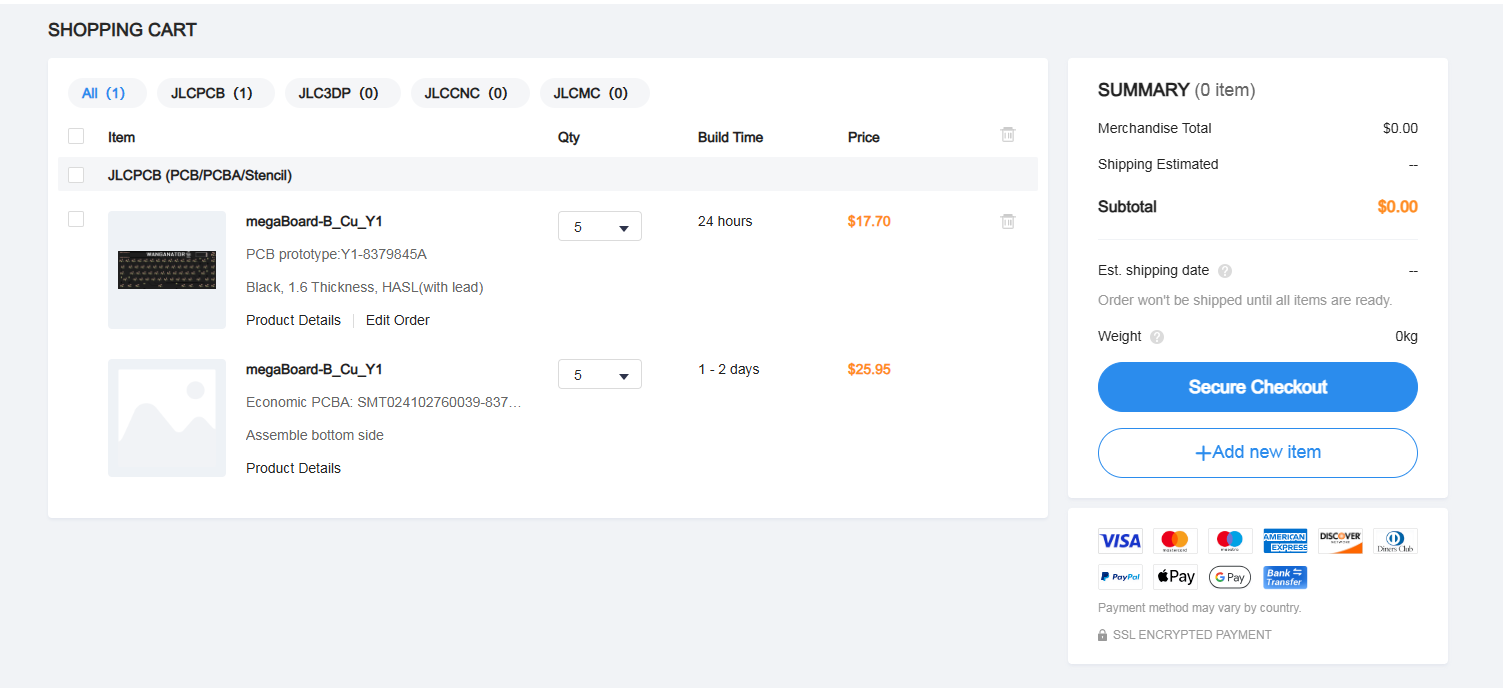 SHOPPING CART
All (1) JLCPCB (1) JLC3DP (0) JLCCNC (0) JLCMC (0)
Item Qty Build Time Price
JLCPCB (PCB/PCBA/Stencil)
megaBoard-B_Cu_Y1 5 24 hours $17.70
WANGANATOR
PCB prototype:Y1-8379845A
Black, 1.6 Thickness, HASL(with lead)
Product Details Edit Order
megaBoard-B_Cu_Y1 5 1 - 2 days $25.95
Economic PCBA: SMT024102760039-837...
Assemble bottom side
Product Details
SUMMARY (0 item)
Merchandise Total $0.00
Shipping Estimated --
Subtotal $0.00
Est. shipping date ? --
Order won't be shipped until all items are ready.
Weight ? 0kg
Secure Checkout
+Add new item
VISA mastercard maestro AMERICAN EXPRESS DISCOVER NETWORK Diners Club
PayPal Pay G Pay Bank Transfer
Payment method may vary by country.
SSL ENCRYPTED PAYMENT